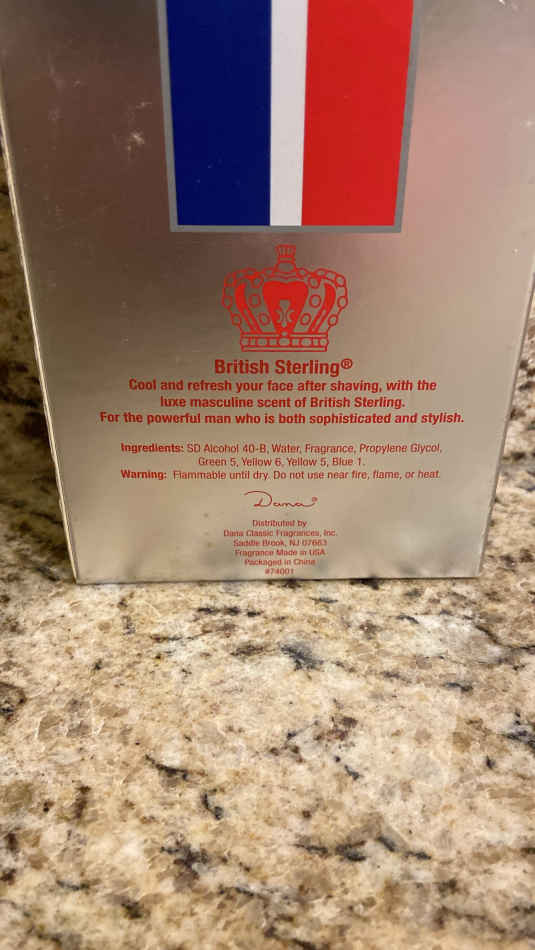 British Sterling®
Cool and refresh your face after shaving, with the
luxe masculine scent of British Sterling.
For the powerful man who is both sophisticated and stylish.
Ingredients: SD Alcohol 40-B, Water, Fragrance, Propylene Glycol,
Green 5, Yellow 6, Yellow 5, Blue 1.
Warning: Flammable until dry. Do not use near fire, flame, or heat.
Dana®
Distributed by
Dana Classic Fragrances, Inc.
Saddle Brook, NJ 07663
Fragrance Made in USA
Packaged in China
#74001